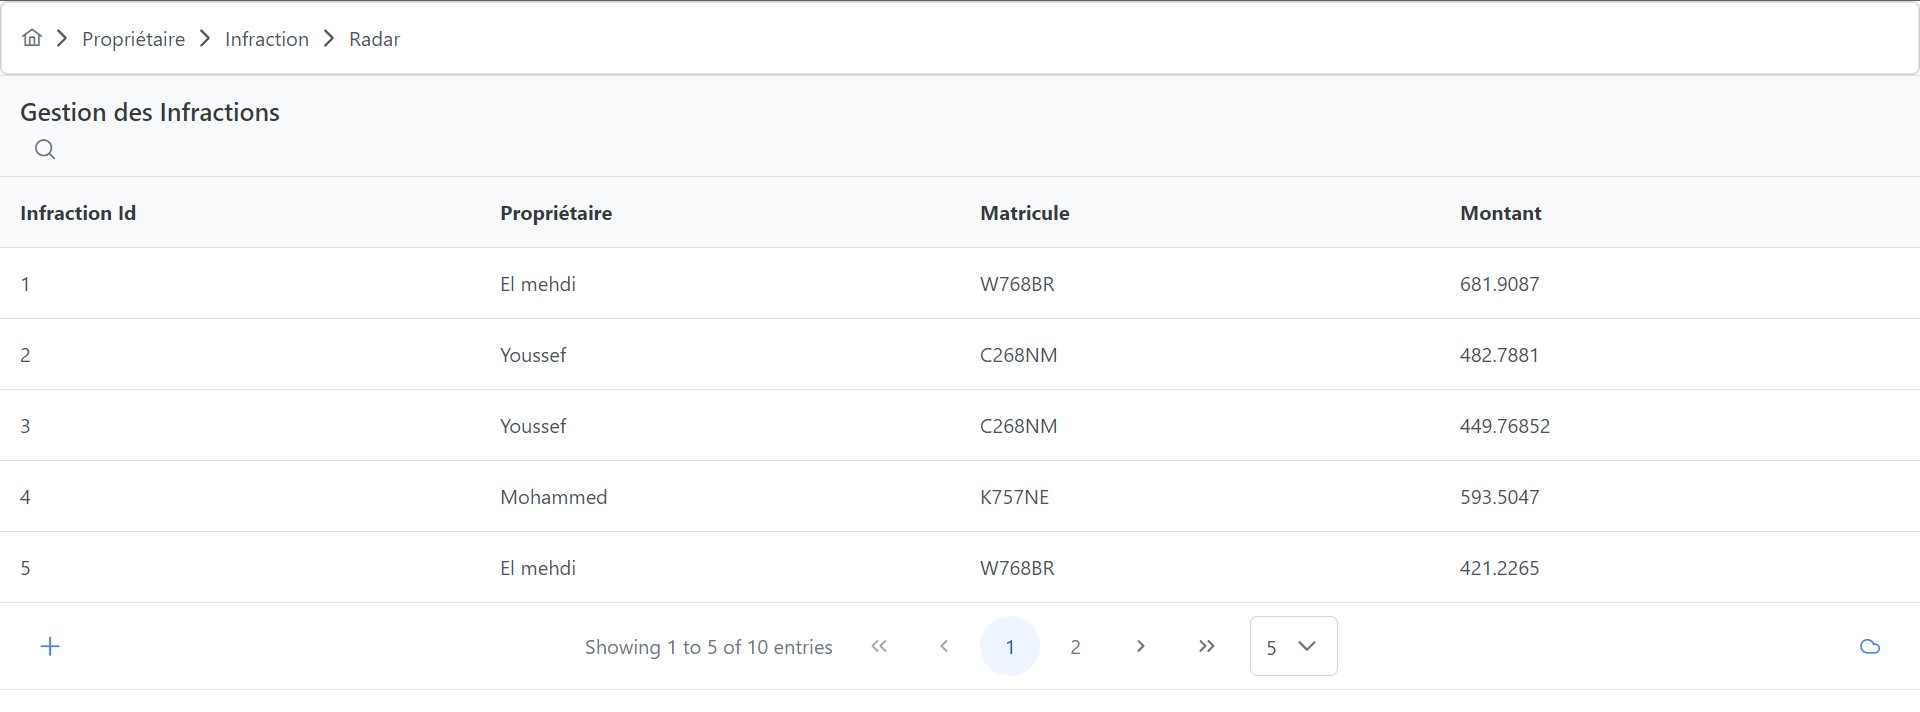 Propriétaire Infraction Radar
Gestion des Infractions
Infraction Id Propriétaire Matricule Montant
1 El mehdi W768BR 681.9087
2 Youssef C268NM 482.7881
3 Youssef C268NM 449.76852
4 Mohammed K757NE 593.5047
5 El mehdi W768BR 421.2265
Showing 1 to 5 of 10 entries 1 2 5